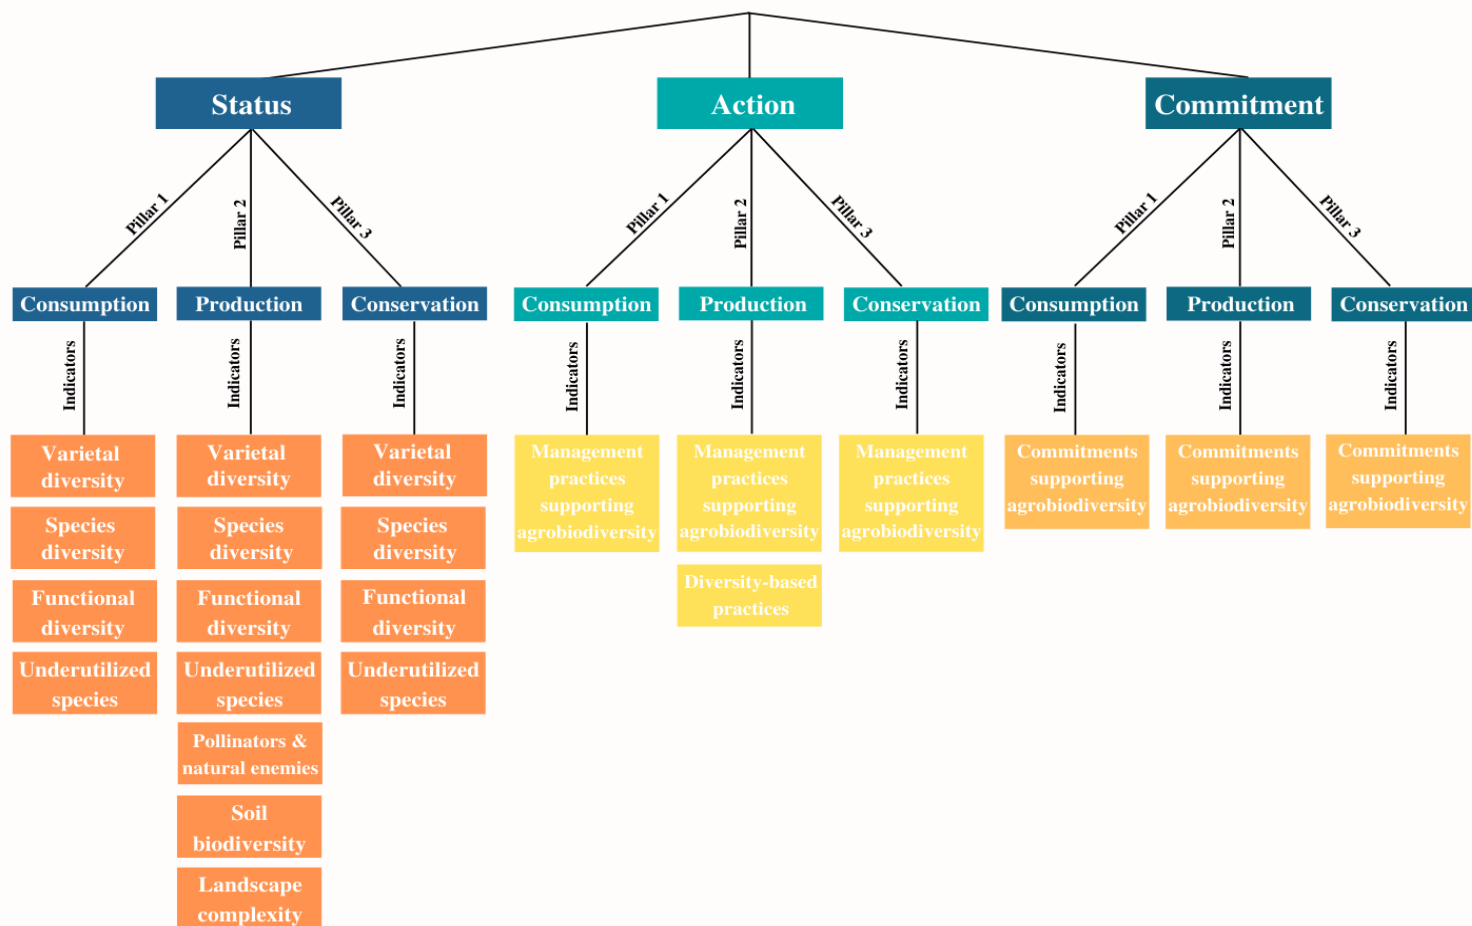 Status
Action
Commitment
Pillar 1
Pillar 2
Pillar 3
Pillar 1
Pillar 2
Pillar 3
Pillar 1
Pillar 2
Pillar 3
Consumption
Production
Conservation
Consumption
Production
Conservation
Consumption
Production
Conservation
Indicators
Indicators
Indicators
Indicators
Indicators
Indicators
Indicators
Indicators
Indicators
Varietal
diversity
Species
diversity
Functional
diversity
Underutilized
species
Varietal
diversity
Species
diversity
Functional
diversity
Underutilized
species
Pollinators &
natural enemies
Soil
biodiversity
Landscape
complexity
Varietal
diversity
Species
diversity
Functional
diversity
Underutilized
species
Management
practices
supporting
agrobiodiversity
Management
practices
supporting
agrobiodiversity
Diversity-based
practices
Management
practices
supporting
agrobiodiversity
Commitments
supporting
agrobiodiversity
Commitments
supporting
agrobiodiversity
Commitments
supporting
agrobiodiversity